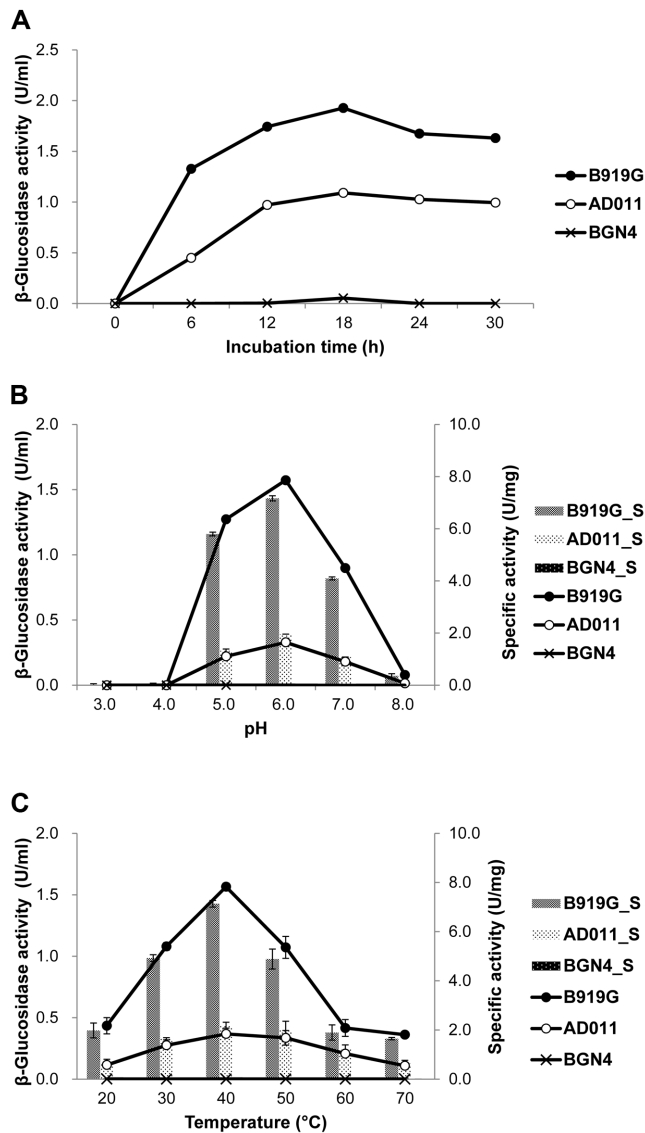 A
β-Glucosidase activity (U/ml)
2.5
2.0
1.5
1.0
0.5
0.0
0 6 12 18 24 30
Incubation time (h)
B919G
AD011
BGN4
B
β-Glucosidase activity (U/ml)
2.0
1.5
1.0
0.5
0.0
3.0 4.0 5.0 6.0 7.0 8.0
pH
10.0
8.0
6.0
4.0
2.0
0.0
Specific activity (U/mg)
B919G_S
AD011_S
BGN4_S
B919G
AD011
BGN4
C
β-Glucosidase activity (U/ml)
2.0
1.5
1.0
0.5
0.0
20 30 40 50 60 70
Temperature (°C)
10.0
8.0
6.0
4.0
2.0
0.0
Specific activity (U/mg)
B919G_S
AD011_S
BGN4_S
B919G
AD011
BGN4